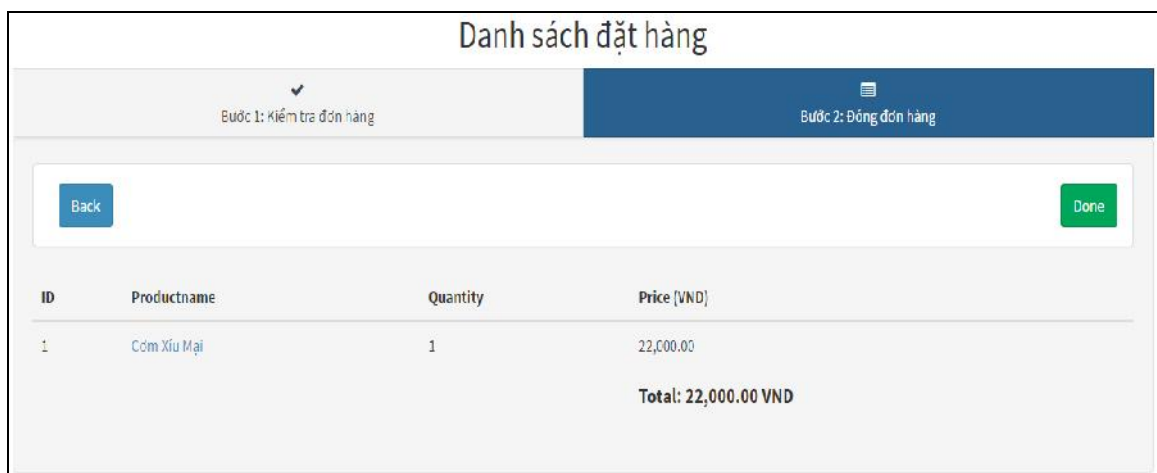 Danh sách đặt hàng
Bước 1: Kiểm tra đơn hàng
Bước 2: Đóng đơn hàng
Back
Done
ID Productname Quantity Price (VND)
1 Cơm Xíu Mại 1 22,000.00
Total: 22,000.00 VND